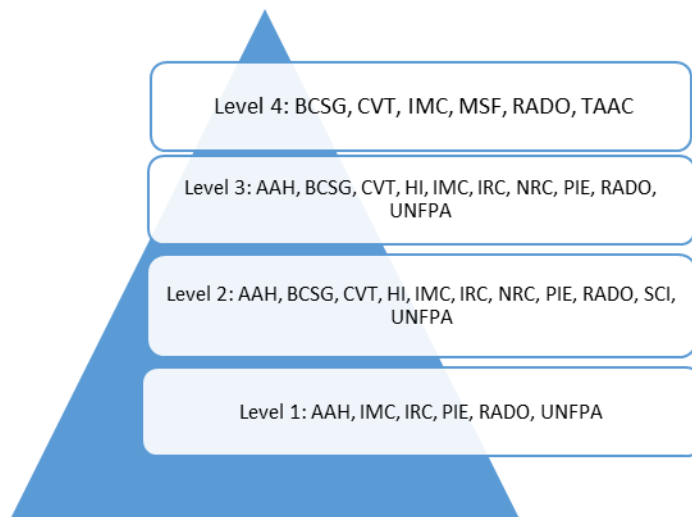 Level 4: BCSG, CVT, IMC, MSF, RADO, TAAC
Level 3: AAH, BCSG, CVT, HI, IMC, IRC, NRC, PIE, RADO,
UNFPA
Level 2: AAH, BCSG, CVT, HI, IMC, IRC, NRC, PIE, RADO, SCI,
UNFPA
Level 1: AAH, IMC, IRC, PIE, RADO, UNFPA